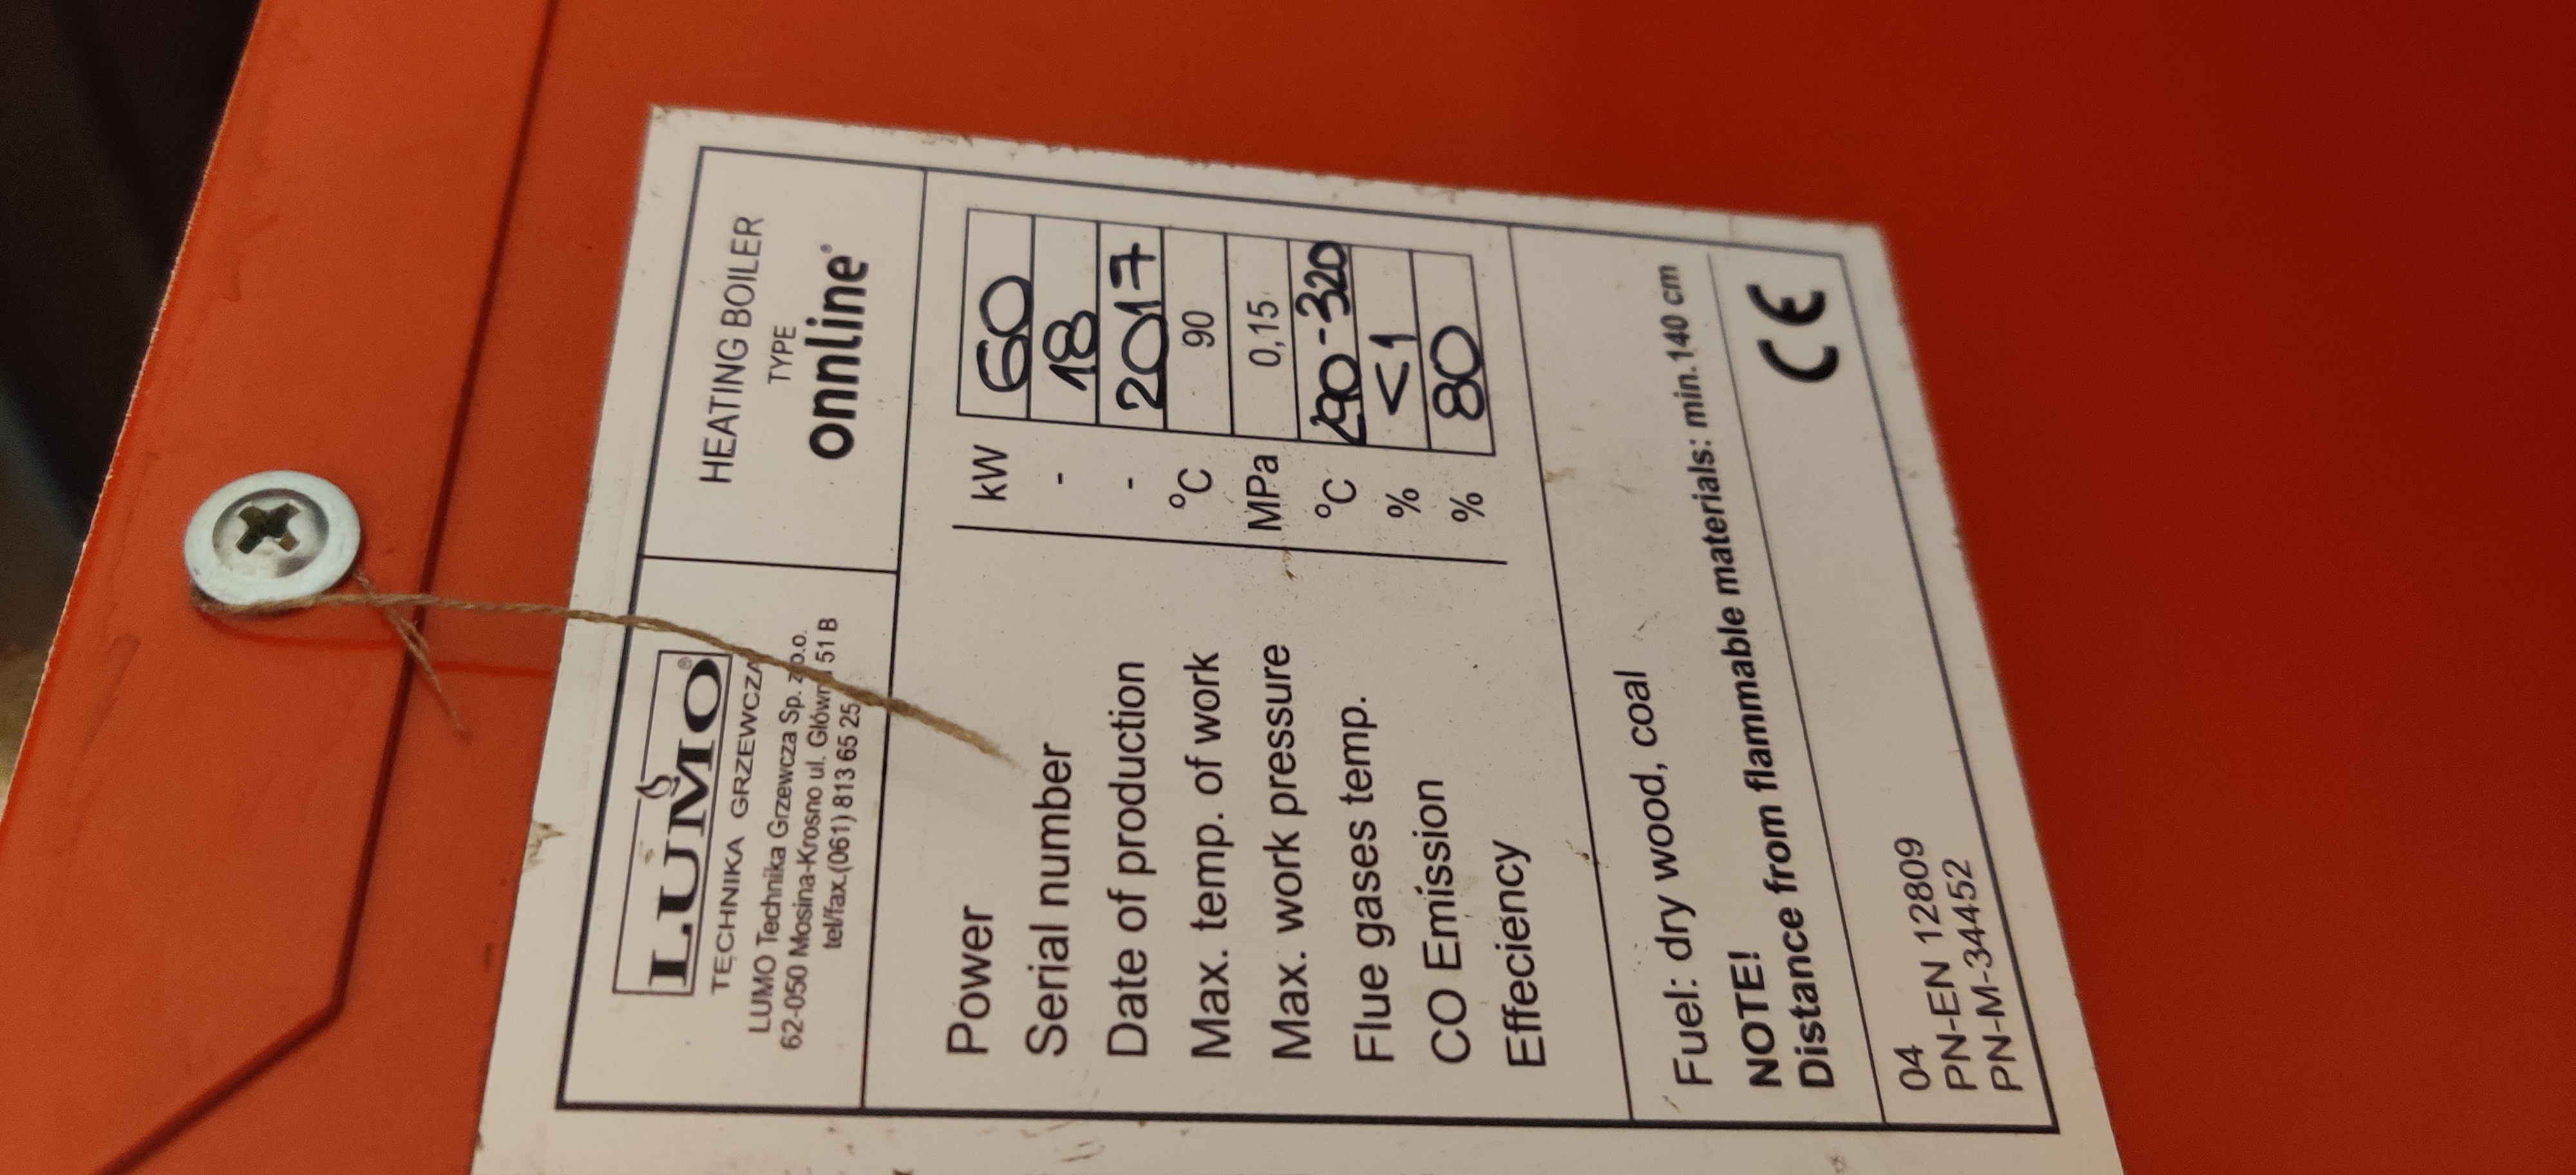 LUMO®
TECHNIKA GRZEWCZA
LUMO Technika Grzewcza Sp. z o.o.
62-050 Mosina-Krosno ul. Główna 51 B
tel/fax.(061) 813 65 25
HEATING BOILER
TYPE
onnline®
Power kW 60
Serial number - 18
Date of production - 2017
Max. temp. of work °C 90
Max. work pressure MPa 0,15
Flue gases temp. °C 290-320
CO Emission % <1
Effeciency % 80
Fuel: dry wood, coal
NOTE!
Distance from flammable materials: min. 140 cm
04
PN-EN 12809
PN-M-34452
CE